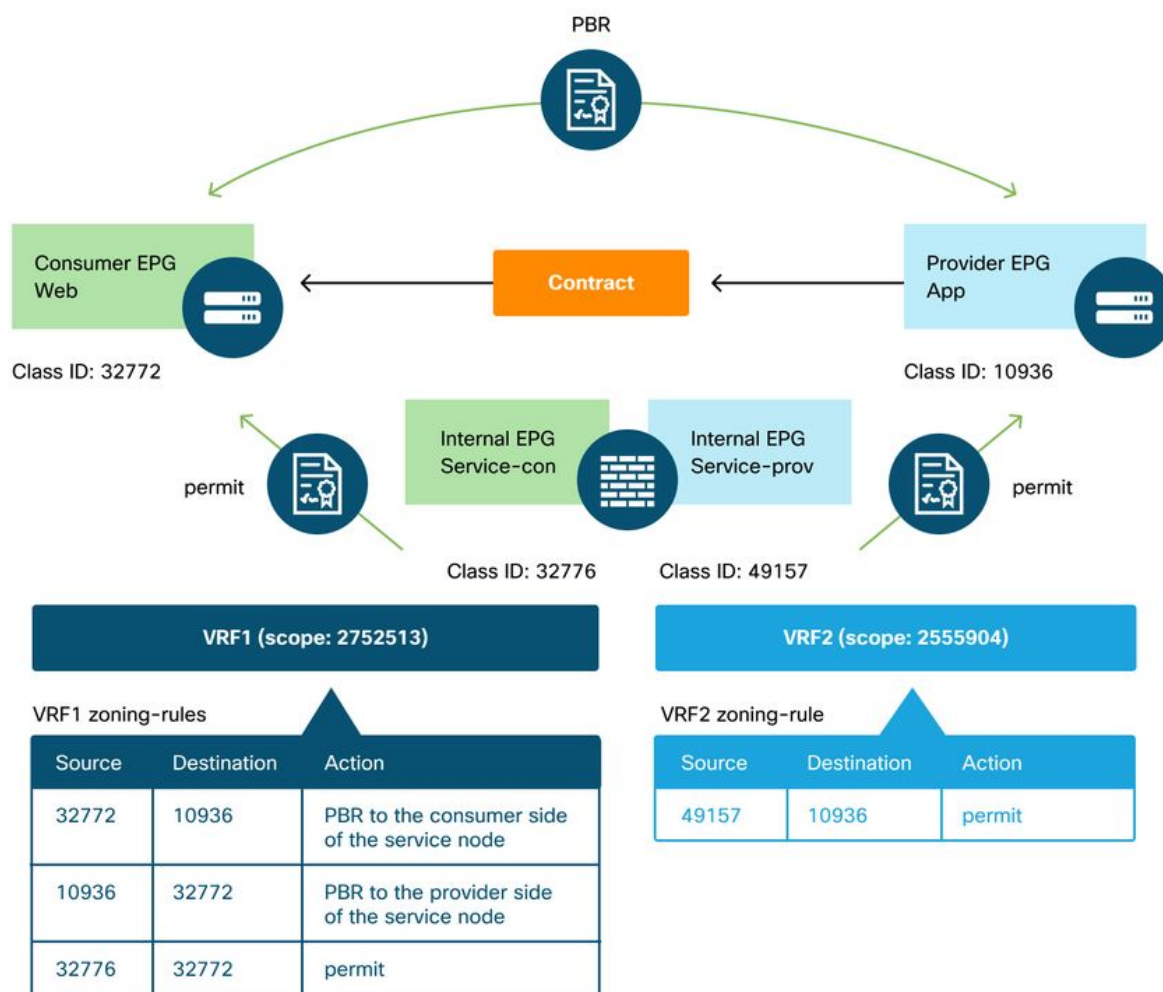 PBR
Consumer EPG
Web
Contract
Provider EPG
App
Class ID: 32772
Class ID: 10936
Internal EPG
Service-con
Internal EPG
Service-prov
permit
permit
Class ID: 32776
Class ID: 49157
VRF1 (scope: 2752513)
VRF2 (scope: 2555904)
VRF1 zoning-rules
Source Destination Action
32772 10936 PBR to the consumer side
of the service node
10936 32772 PBR to the provider side
of the service node
32776 32772 permit
VRF2 zoning-rule
Source Destination Action
49157 10936 permit